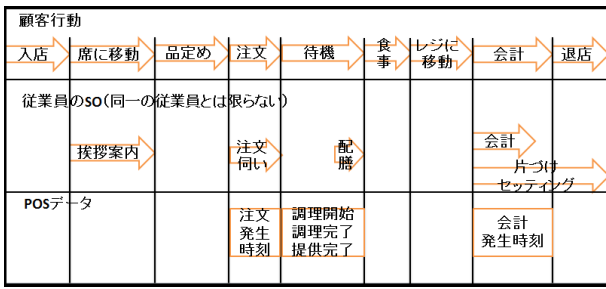 顧客行動
入店
席に移動
品定め
注文
待機
食
事
レジに
移動
会計
退店
従業員のSO(同一の従業員とは限らない)
挨拶案内
注文
伺い
配
膳
会計
片づけ
セッティング
POSデータ
注文
発生
時刻
調理開始
調理完了
提供完了
会計
発生時刻